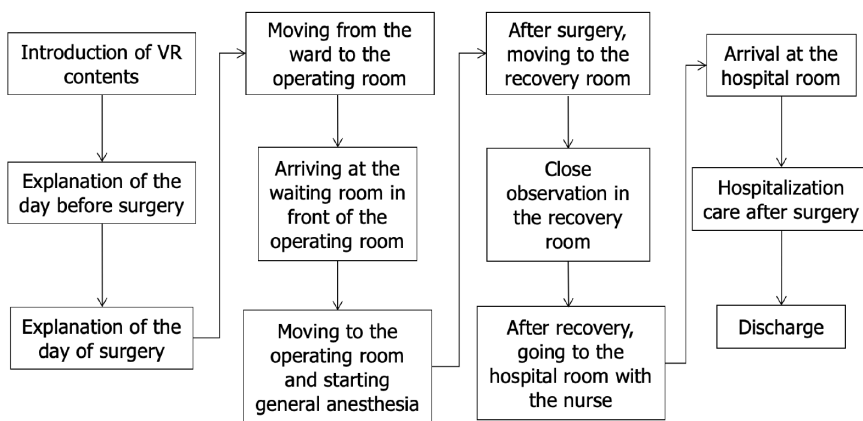 Introduction of VR
contents
Explanation of the
day before surgery
Explanation of the
day of surgery
Moving from the
ward to the
operating room
Arriving at the
waiting room in
front of the
operating room
Moving to the
operating room
and starting
general anesthesia
After surgery,
moving to the
recovery room
Close
observation in
the recovery
room
After recovery,
going to the
hospital room with
the nurse
Arrival at the
hospital room
Hospitalization
care after surgery
Discharge